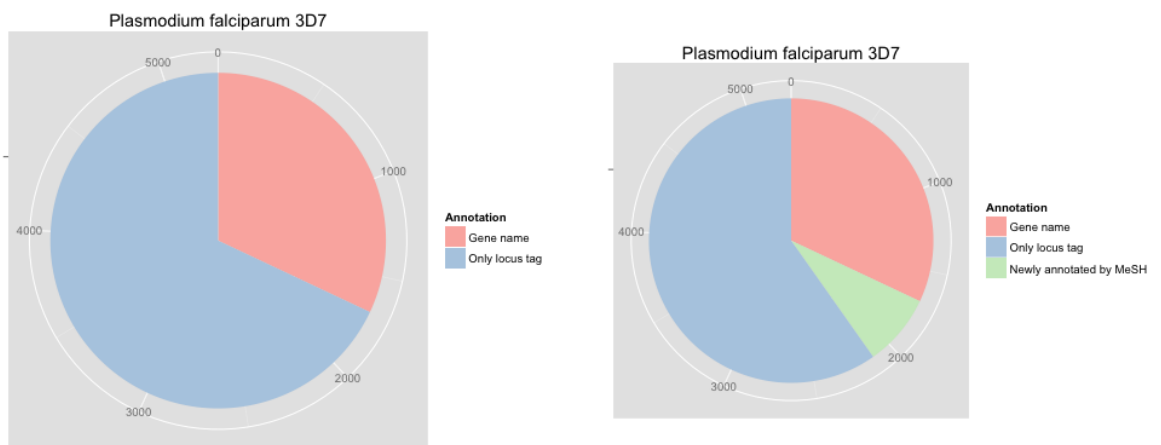 Plasmodium falciparum 3D7
0
1000
2000
3000
4000
5000
Annotation
Gene name
Only locus tag
Plasmodium falciparum 3D7
0
1000
2000
3000
4000
5000
Annotation
Gene name
Only locus tag
Newly annotated by MeSH